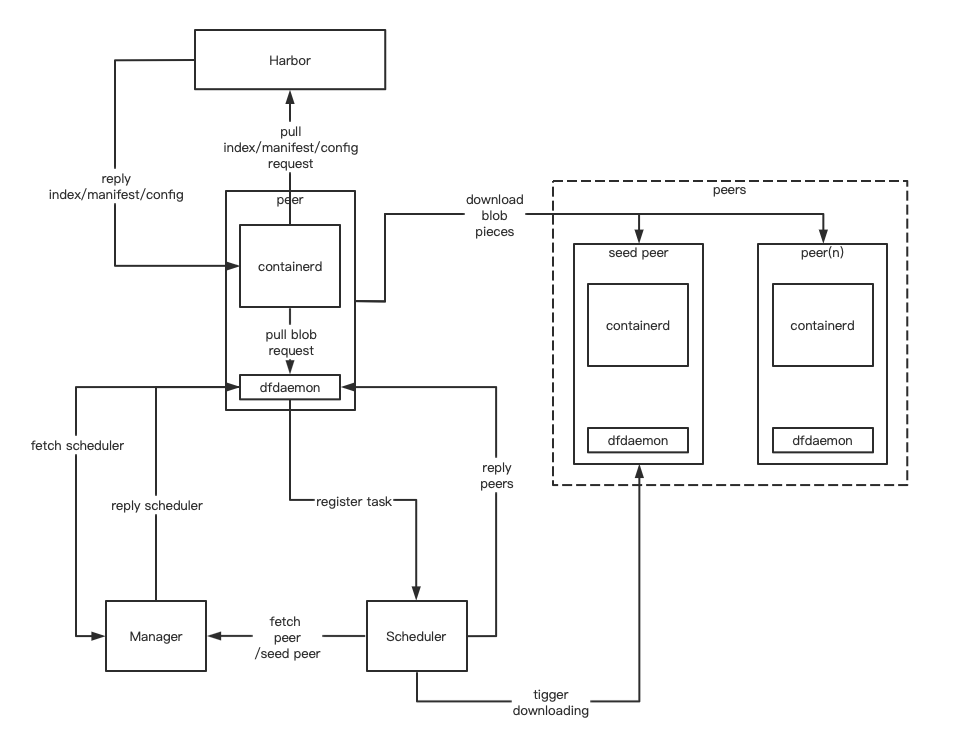 Harbor
pull
index/manifest/config
request
reply
index/manifest/config
peer
containerd
pull blob
request
dfdaemon
download
blob
pieces
peers
seed peer
containerd
dfdaemon
peer(n)
containerd
dfdaemon
fetch scheduler
reply scheduler
register task
reply
peers
Manager
fetch
peer
/seed peer
Scheduler
tigger
downloading